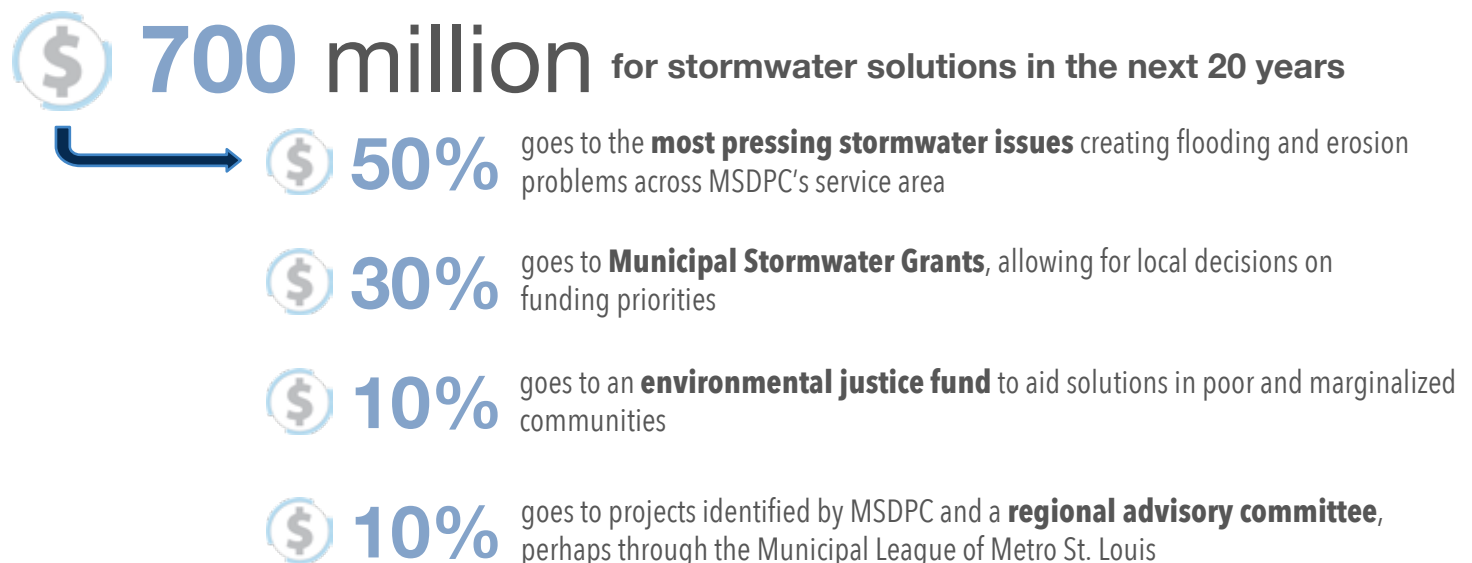 $ 700 million for stormwater solutions in the next 20 years
$ 50% goes to the most pressing stormwater issues creating flooding and erosion
problems across MSDPC's service area
$ 30% goes to Municipal Stormwater Grants, allowing for local decisions on
funding priorities
$ 10% goes to an environmental justice fund to aid solutions in poor and marginalized
communities
$ 10% goes to projects identified by MSDPC and a regional advisory committee,
perhaps through the Municipal League of Metro St. Louis